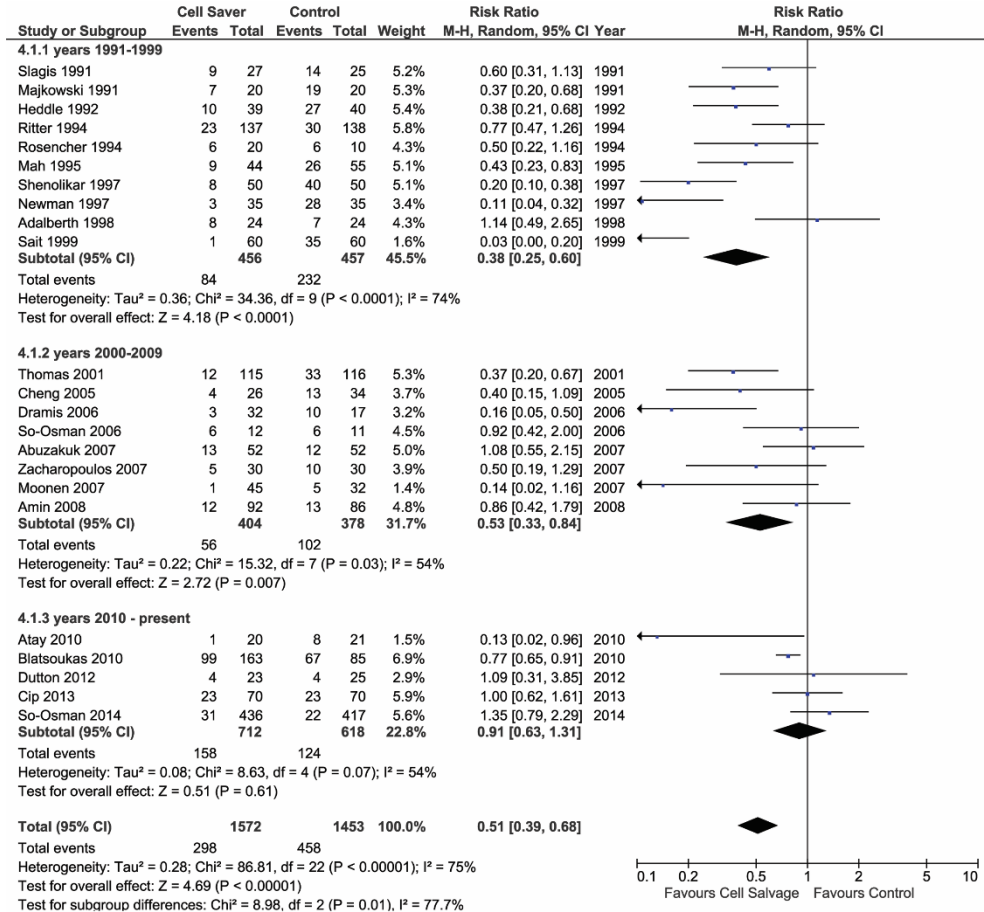 Cell Saver Control Risk Ratio Risk Ratio
Study or Subgroup Events Total Events Total Weight M-H, Random, 95% CI Year M-H, Random, 95% CI
4.1.1 years 1991-1999
Slagis 1991 9 27 14 25 5.2% 0.60 [0.31, 1.13] 1991
Majkowski 1991 7 20 19 20 5.3% 0.37 [0.20, 0.68] 1991
Heddle 1992 10 39 27 40 5.4% 0.38 [0.21, 0.68] 1992
Ritter 1994 23 137 30 138 5.8% 0.77 [0.47, 1.26] 1994
Rosencher 1994 6 20 6 10 4.3% 0.50 [0.22, 1.16] 1994
Mah 1995 9 44 26 55 5.1% 0.43 [0.23, 0.83] 1995
Shenolikar 1997 8 50 40 50 5.1% 0.20 [0.10, 0.38] 1997
Newman 1997 3 35 28 35 3.4% 0.11 [0.04, 0.32] 1997
Adalberth 1998 8 24 7 24 4.3% 1.14 [0.49, 2.65] 1998
Sait 1999 1 60 35 60 1.6% 0.03 [0.00, 0.20] 1999
Subtotal (95% CI) 456 457 45.5% 0.38 [0.25, 0.60]
Total events 84 232
Heterogeneity: Tau² = 0.36; Chi² = 34.36, df = 9 (P < 0.0001); I² = 74%
Test for overall effect: Z = 4.18 (P < 0.0001)
4.1.2 years 2000-2009
Thomas 2001 12 115 33 116 5.3% 0.37 [0.20, 0.67] 2001
Cheng 2005 4 26 13 34 3.7% 0.40 [0.15, 1.09] 2005
Dramis 2006 3 32 10 17 3.2% 0.16 [0.05, 0.50] 2006
So-Osman 2006 6 12 6 11 4.5% 0.92 [0.42, 2.00] 2006
Abuzakuk 2007 13 52 12 52 5.0% 1.08 [0.55, 2.15] 2007
Zacharopoulos 2007 5 30 10 30 3.9% 0.50 [0.19, 1.29] 2007
Moonen 2007 1 45 5 32 1.4% 0.14 [0.02, 1.16] 2007
Amin 2008 12 92 13 86 4.8% 0.86 [0.42, 1.79] 2008
Subtotal (95% CI) 404 378 31.7% 0.53 [0.33, 0.84]
Total events 56 102
Heterogeneity: Tau² = 0.22; Chi² = 15.32, df = 7 (P = 0.03); I² = 54%
Test for overall effect: Z = 2.72 (P = 0.007)
4.1.3 years 2010 - present
Atay 2010 1 20 8 21 1.5% 0.13 [0.02, 0.96] 2010
Blatsoukas 2010 99 163 67 85 6.9% 0.77 [0.65, 0.91] 2010
Dutton 2012 4 23 4 25 2.9% 1.09 [0.31, 3.85] 2012
Cip 2013 23 70 23 70 5.9% 1.00 [0.62, 1.61] 2013
So-Osman 2014 31 436 22 417 5.6% 1.35 [0.79, 2.29] 2014
Subtotal (95% CI) 712 618 22.8% 0.91 [0.63, 1.31]
Total events 158 124
Heterogeneity: Tau² = 0.08; Chi² = 8.63, df = 4 (P = 0.07); I² = 54%
Test for overall effect: Z = 0.51 (P = 0.61)
Total (95% CI) 1572 1453 100.0% 0.51 [0.39, 0.68]
Total events 298 458
Heterogeneity: Tau² = 0.28; Chi² = 86.81, df = 22 (P < 0.00001); I² = 75%
Test for overall effect: Z = 4.69 (P < 0.00001)
Test for subgroup differences: Chi² = 8.98, df = 2 (P = 0.01), I² = 77.7%
0.1 0.2 0.5 1 2 5 10
Favours Cell Salvage Favours Control